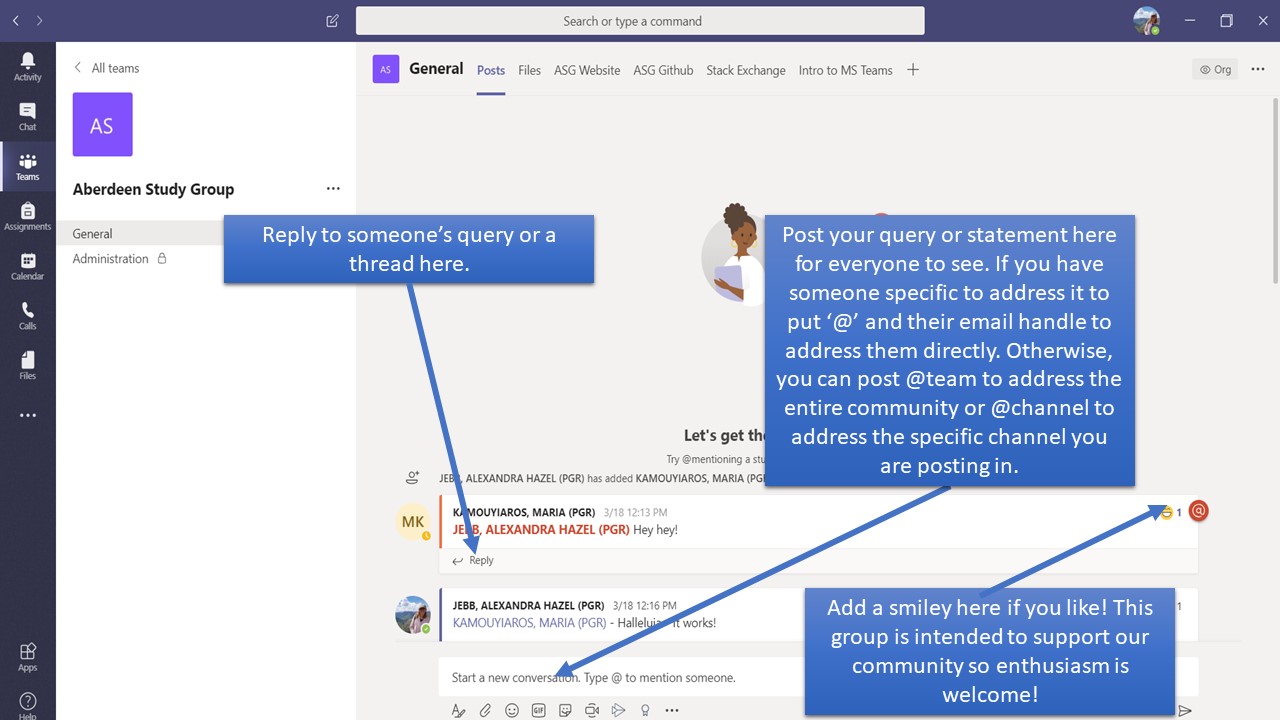 Search or type a command
Activity
Chat
Teams
Assignments
Calendar
Calls
Files
Apps
Help
All teams
AS
Aberdeen Study Group
General
Administration
AS
General
Posts
Files
ASG Website
ASG Github
Stack Exchange
Intro to MS Teams
Org
Reply to someone’s query or a
thread here.
Post your query or statement here
for everyone to see. If you have
someone specific to address it to
put ‘@’ and their email handle to
address them directly. Otherwise,
you can post @team to address the
entire community or @channel to
address the specific channel you
are posting in.
Let's get
Try @mentioning a
JEBB, ALEXANDRA HAZEL (PGR) has added KAMOUYIAROS, MARIA
MK
KAMOUYIAROS, MARIA (PGR) 3/18 12:13 PM
1
@
JEBB, ALEXANDRA HAZEL (PGR) Hey hey!
Reply
JEBB, ALEXANDRA HAZEL (PGR) 3/18 12:16 PM
1
KAMOUYIAROS, MARIA (PGR) - Hallelujah it works!
Add a smiley here if you like! This
group is intended to support our
community so enthusiasm is
welcome!
Start a new conversation. Type @ to mention someone.
GIF